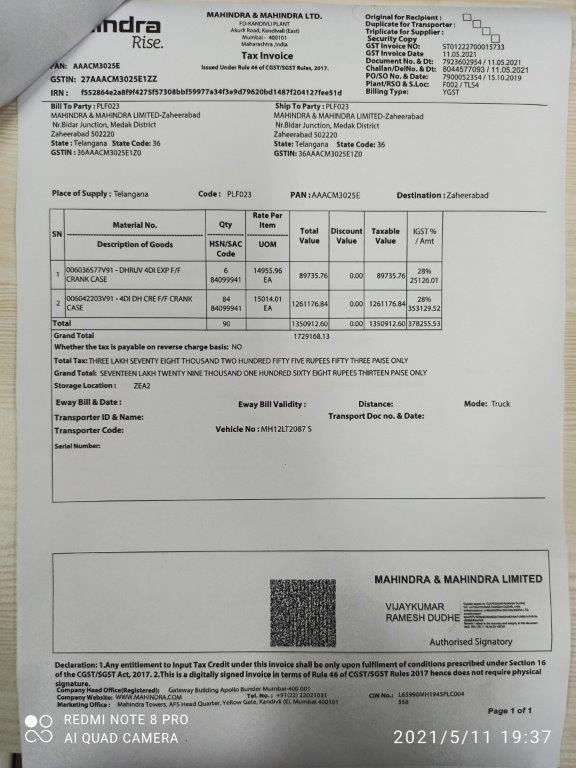 mahindra
Rise.
MAHINDRA & MAHINDRA LTD.
FD-KANDIVLI PLANT
Akurli Road, Kandivali (East)
Mumbai - 400101
Maharashtra ,India
Tax Invoice
Issued Under Rule 46 of CGST/SGST Rules, 2017.
Original for Recipient :
Duplicate for Transporter :
Triplicate for Supplier :
Security Copy
GST Invoice NO: ST01222700015733
GST Invoice Date 11.05.2021
Document No. & Dt: 7923602954 / 11.05.2021
Challan/DelNo. & Dt: 8044577093 / 11.05.2021
PO/SO No. & Date: 7900052354 / 15.10.2019
Plant/RSO & S.Loc: F002 / TLS4
Billing Type: YGST
PAN: AAACM3025E
GSTIN: 27AAACM3025E1ZZ
IRN : f552864e2a8f9f4275f57308bbf59977a34f3e9d79620bd1487f204127fee51d
Bill To Party : PLF023
MAHINDRA & MAHINDRA LIMITED-Zaheerabad
Nr.Bidar Junction, Medak District
Zaheerabad 502220
State : Telangana State Code: 36
GSTIN : 36AAACM3025E1Z0
Ship To Party : PLF023
MAHINDRA & MAHINDRA LIMITED-Zaheerabad
Nr.Bidar Junction, Medak District
Zaheerabad 502220
State : Telangana State Code: 36
GSTIN: 36AAACM3025E1Z0
Place of Supply : Telangana Code : PLF023 PAN : AAACM3025E Destination : Zaheerabad
SN Material No. Description of Goods Qty HSN/SAC Code Rate Per Item UOM Total Value Discount Value Taxable Value IGST % / Amt
1 006036577V91 - DHRUV 4DI EXP F/F CRANK CASE 6 84099941 14955.96 EA 89735.76 0.00 89735.76 28% 25126.01
2 006042203V91 - 4DI DH CRE F/F CRANK CASE 84 84099941 15014.01 EA 1261176.84 0.00 1261176.84 28% 353129.52
Total 90 1350912.60 0.00 1350912.60 378255.53
Grand Total 1729168.13
Whether the tax is payable on reverse charge basis: NO
Total Tax: THREE LAKH SEVENTY EIGHT THOUSAND TWO HUNDRED FIFTY FIVE RUPEES FIFTY THREE PAISE ONLY
Grand Total: SEVENTEEN LAKH TWENTY NINE THOUSAND ONE HUNDRED SIXTY EIGHT RUPEES THIRTEEN PAISE ONLY
Storage Location : ZEA2
Eway Bill & Date : Eway Bill Validity : Distance: Mode: Truck
Transporter ID & Name: Transport Doc no. & Date:
Transporter Code: Vehicle No : MH12LT2087 S
Serial Number:
MAHINDRA & MAHINDRA LIMITED
VIJAYKUMAR
RAMESH DUDHE
Authorised Signatory
Declaration: 1.Any entitlement to Input Tax Credit under this invoice shall be only upon fulfilment of conditions prescribed under Section 16
of the CGST/SGST Act, 2017. 2.This is a digitally signed invoice in terms of Rule 46 of CGST/SGST Rules 2017 hence does not require physical
signature.
Company Head Office(Registered): Gateway Building Apollo Bunder Mumbai-400 001
Company Website: WWW.MAHINDRA.COM Tel. No.: +91(22) 22021031 CIN No.: L65990MH1945PLC004
Marketing Office : Mahindra Towers, AFS Head Quarter, Yellow Gate, Kandivli (E), Mumbai 400101 558
Page 1 of 1
REDMI NOTE 8 PRO
AI QUAD CAMERA
2021/5/11 19:37